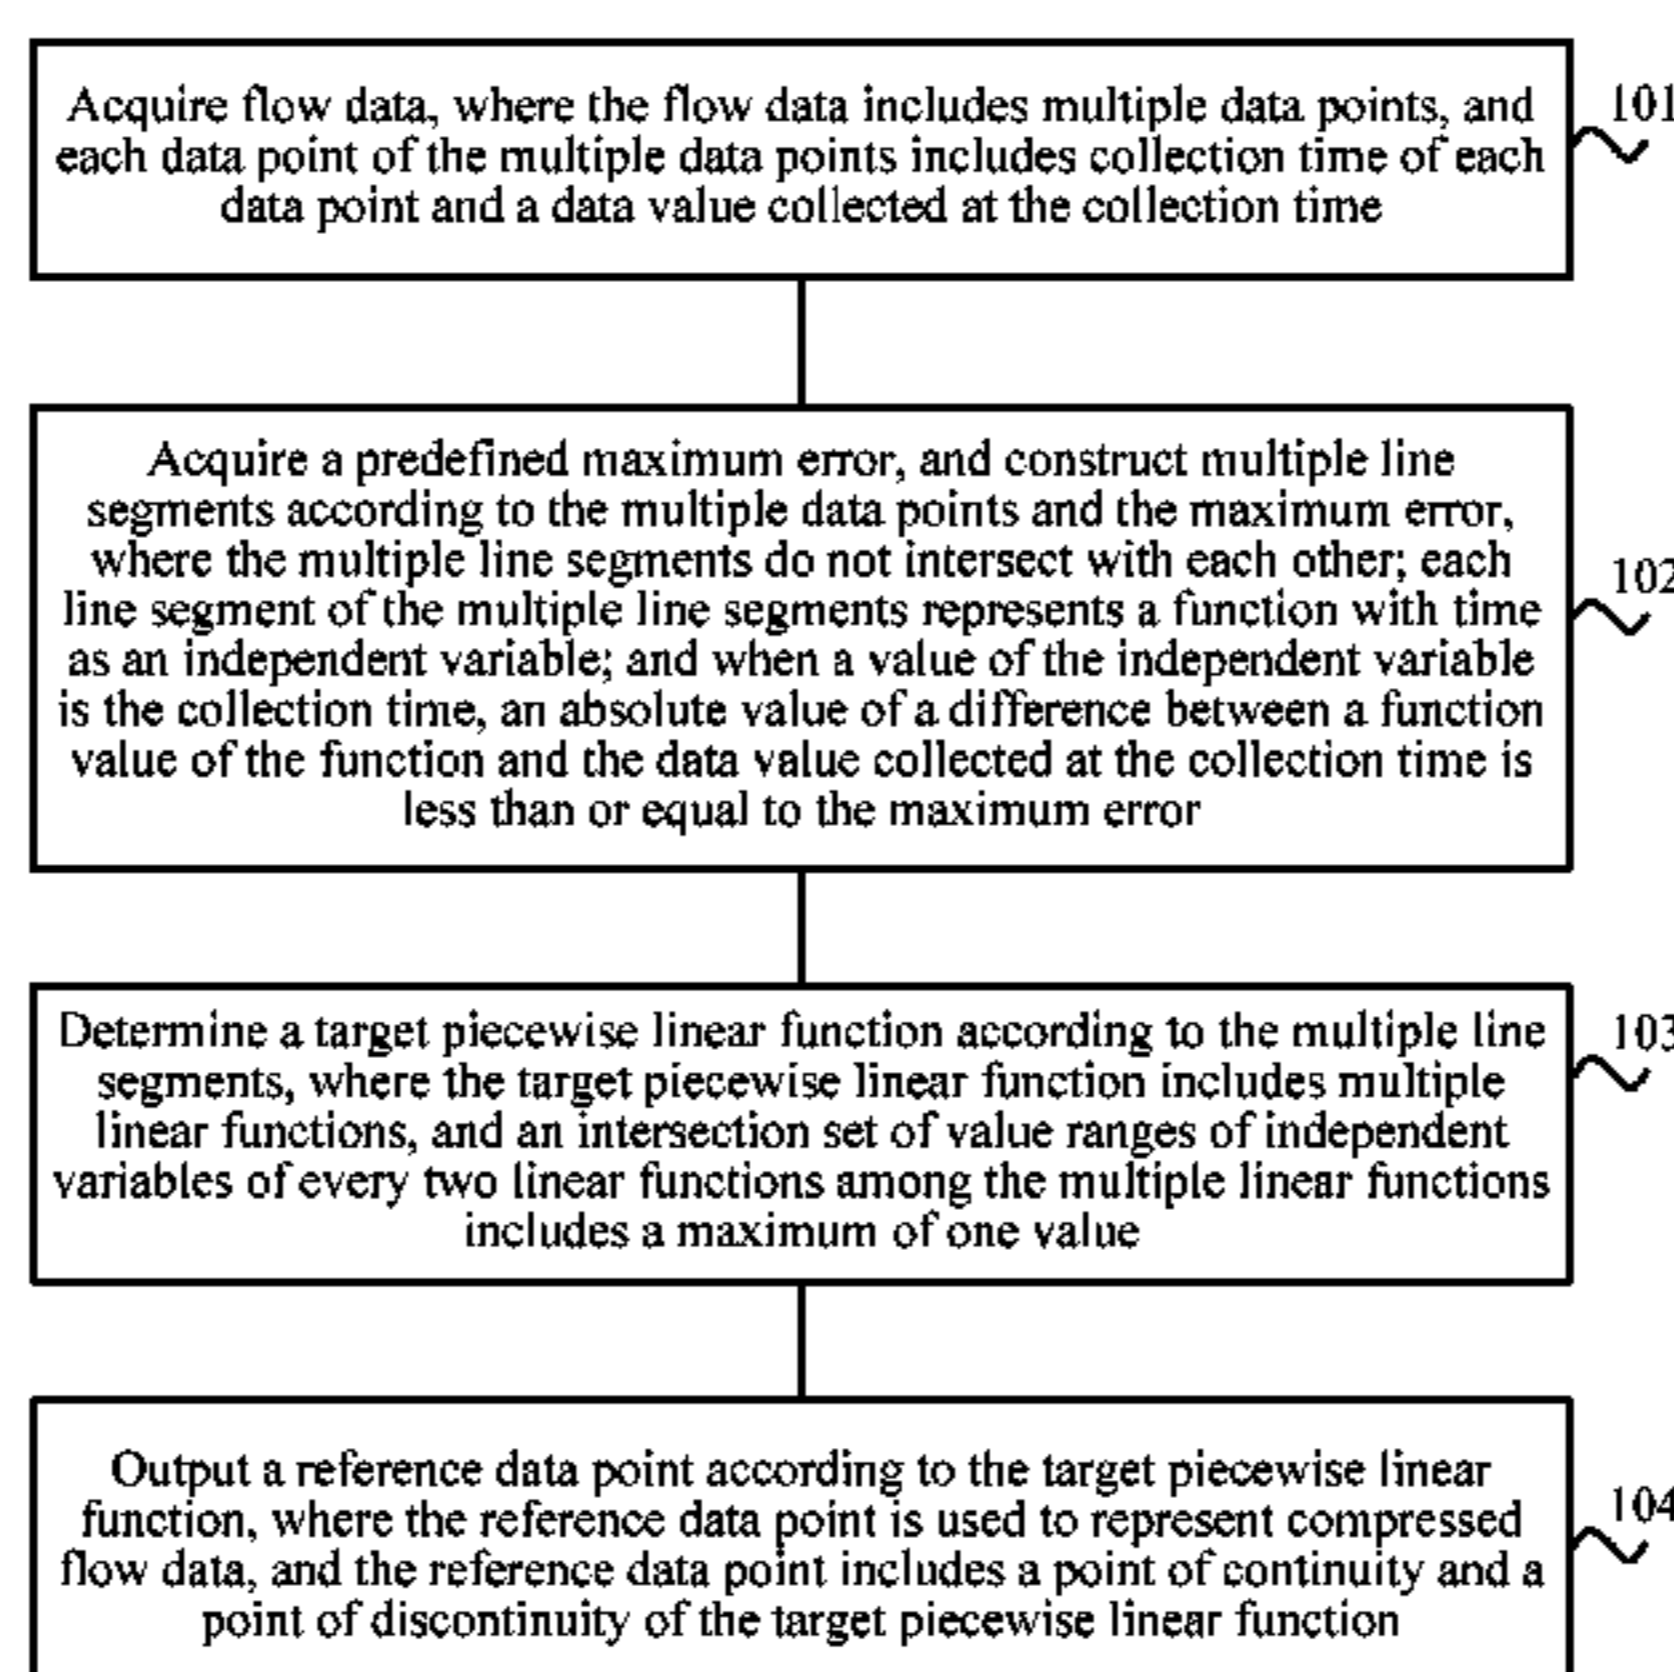 Acquire flow data, where the flow data includes multiple data points, and
each data point of the multiple data points includes collection time of each
data point and a data value collected at the collection time
101
Acquire a predefined maximum error, and construct multiple line
segments according to the multiple data points and the maximum error,
where the multiple line segments do not intersect with each other; each
line segment of the multiple line segments represents a function with time
as an independent variable; and when a value of the independent variable
is the collection time, an absolute value of a difference between a function
value of the function and the data value collected at the collection time is
less than or equal to the maximum error
102
Determine a target piecewise linear function according to the multiple line
segments, where the target piecewise linear function includes multiple
linear functions, and an intersection set of value ranges of independent
variables of every two linear functions among the multiple linear functions
includes a maximum of one value
103
Output a reference data point according to the target piecewise linear
function, where the reference data point is used to represent compressed
flow data, and the reference data point includes a point of continuity and a
point of discontinuity of the target piecewise linear function
104